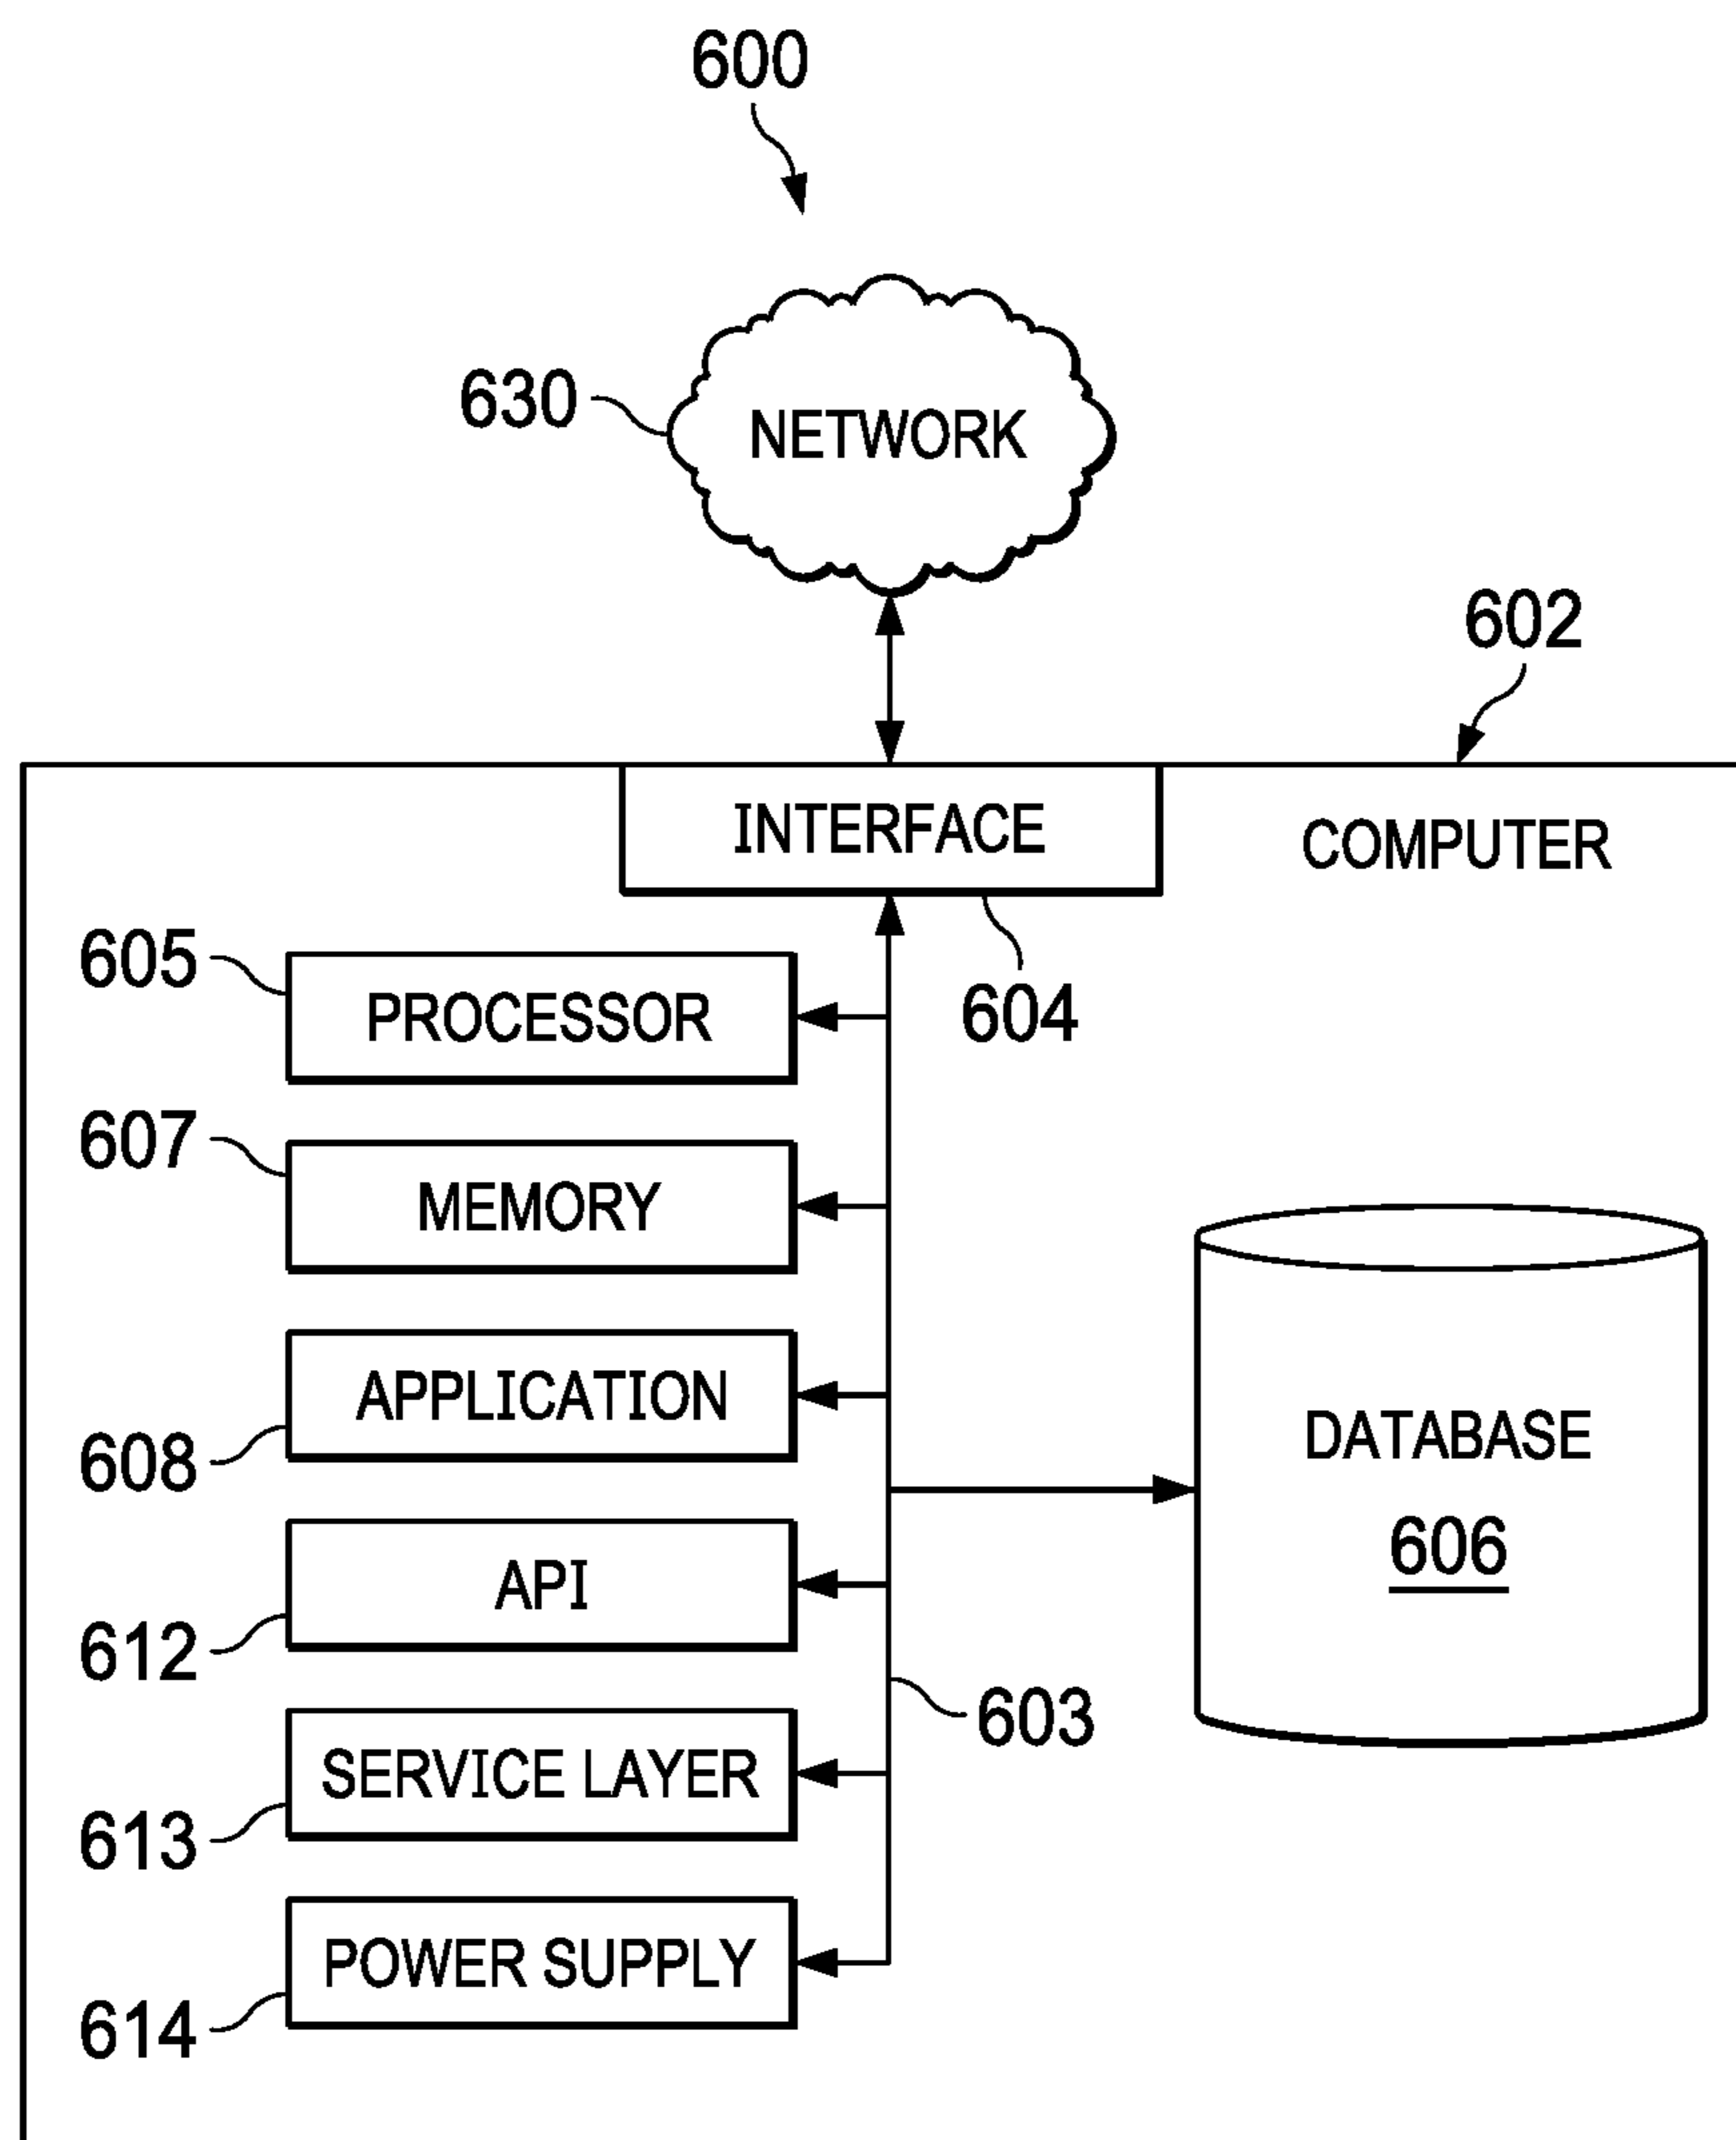 600
630
NETWORK
602
INTERFACE
COMPUTER
605
PROCESSOR
604
607
MEMORY
APPLICATION
608
DATABASE
606
API
612
603
SERVICE LAYER
613
POWER SUPPLY
614